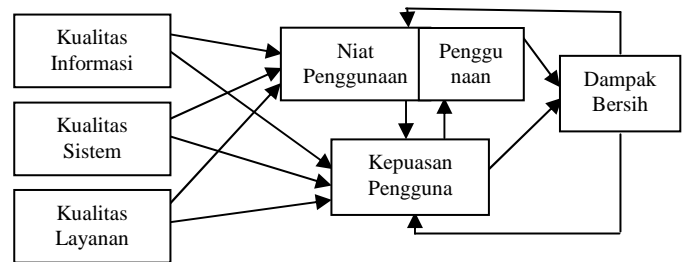 Kualitas
Informasi
Kualitas
Sistem
Kualitas
Layanan
Niat
Penggunaan
Penggu
naan
Kepuasan
Pengguna
Dampak
Bersih